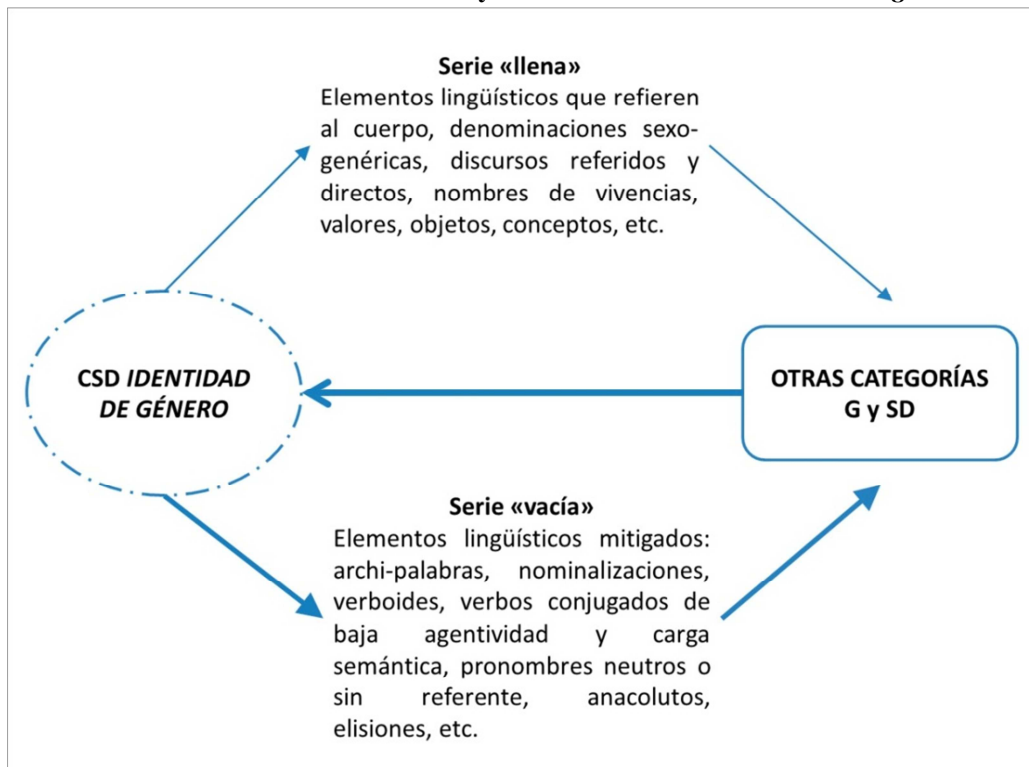 Serie «llena»
Elementos lingüísticos que refieren
al cuerpo, denominaciones sexo-
genéricas, discursos referidos y
directos, nombres de vivencias,
valores, objetos, conceptos, etc.
CSD IDENTIDAD
DE GÉNERO
OTRAS CATEGORÍAS
G y SD
Serie «vacía»
Elementos lingüísticos mitigados:
archi-palabras, nominalizaciones,
verboides, verbos conjugados de
baja agentividad y carga
semántica, pronombres neutros o
sin referente, anacolutos,
elisiones, etc.